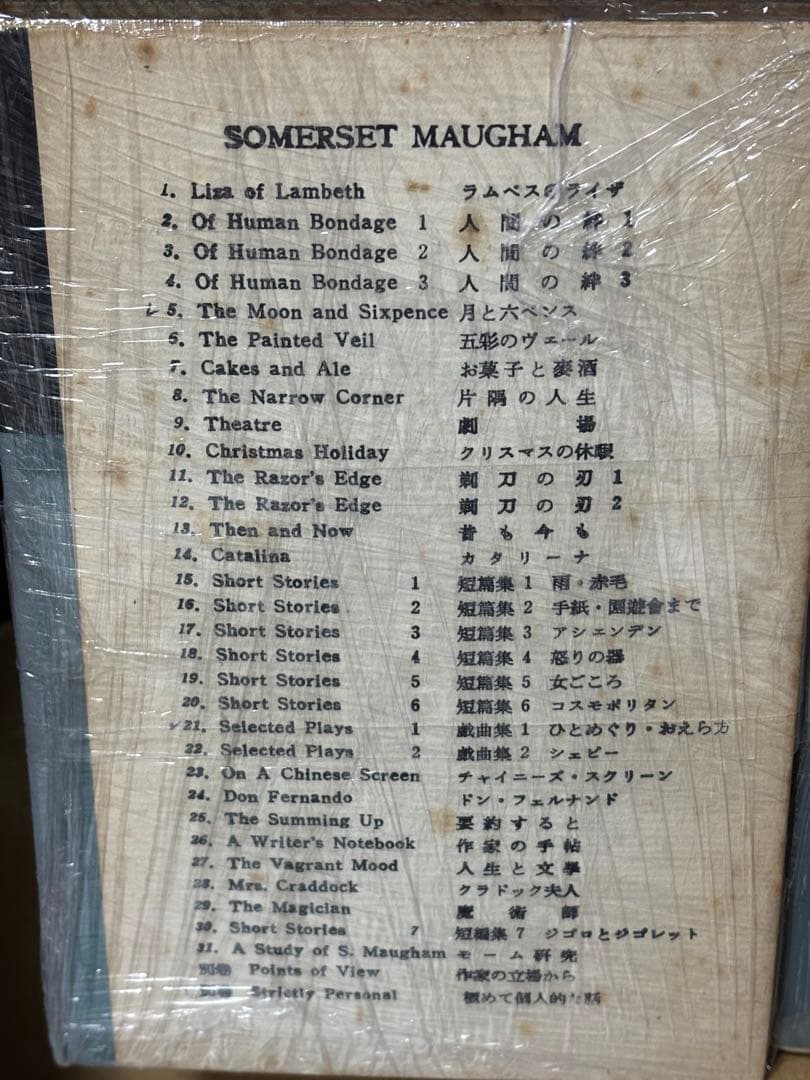 SOMERSET MAUGHAM
1. Liza of Lambeth ラムベスのライザ
2. Of Human Bondage 1 人間の絆 1
3. Of Human Bondage 2 人間の絆 2
4. Of Human Bondage 3 人間の絆 3
5. The Moon and Sixpence 月と六ペンス
6. The Painted Veil 五彩のヴェール
7. Cakes and Ale お菓子と麥酒
8. The Narrow Corner 片隅の人生
9. Theatre 劇場
10. Christmas Holiday クリスマスの休暇
11. The Razor's Edge 剃刀の刃 1
12. The Razor's Edge 剃刀の刃 2
13. Then and Now 昔も今も
14. Catalina カタリーナ
15. Short Stories 1 短篇集 1 雨・赤毛
16. Short Stories 2 短篇集 2 手紙・園遊會まで
17. Short Stories 3 短篇集 3 アシェンデン
18. Short Stories 4 短篇集 4 怒りの器
19. Short Stories 5 短篇集 5 女ごころ
20. Short Stories 6 短篇集 6 コスモポリタン
21. Selected Plays 1 戯曲集 1 ひとめぐり・おえら方
22. Selected Plays 2 戯曲集 2 シェピー
23. On A Chinese Screen チャイニーズ・スクリーン
24. Don Fernando ドン・フェルナンド
25. The Summing Up 要約すると
26. A Writer's Notebook 作家の手帖
27. The Vagrant Mood 人生と文學
28. Mrs. Craddock クラドック夫人
29. The Magician 魔術師
30. Short Stories 7 短編集 7 ジゴロとジゴレット
31. A Study of S. Maugham モーム研究
別巻 Points of View 作家の立場から
別巻 Strictly Personal 極めて個人的な話